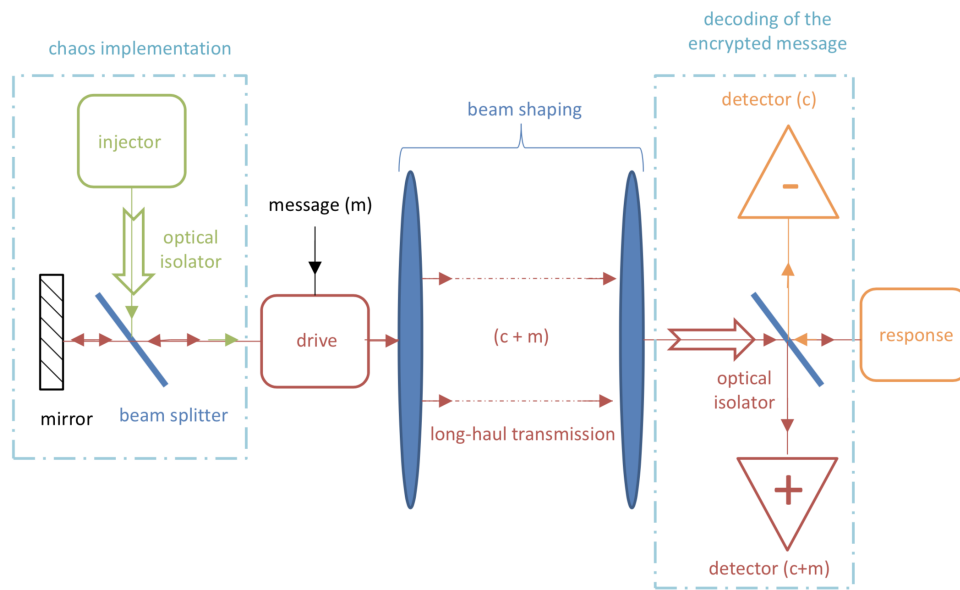 chaos implementation
injector
optical
isolator
mirror
beam splitter
message (m)
drive
beam shaping
(c + m)
long-haul transmission
decoding of the
encrypted message
detector (c)
-
optical
isolator
response
+
detector (c+m)